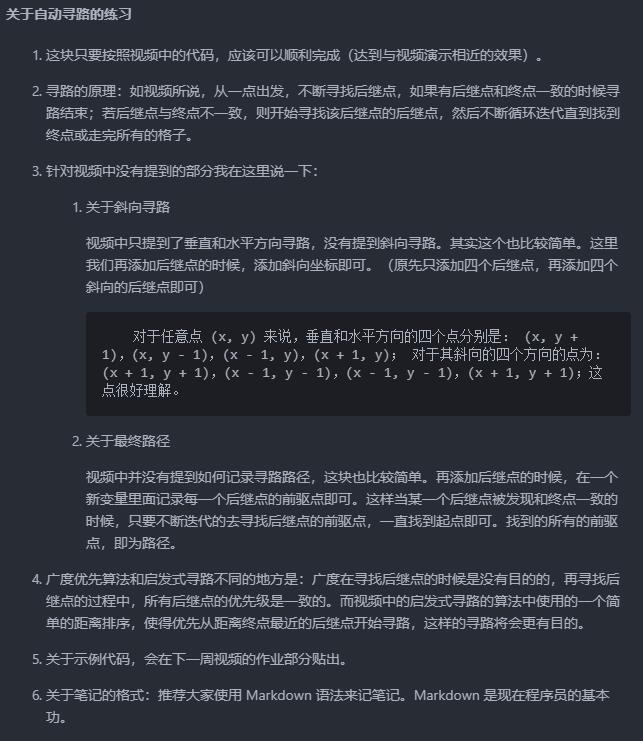 关于自动寻路的练习
1. 这块只要按照视频中的代码，应该可以顺利完成（达到与视频演示相近的效果）。
2. 寻路的原理：如视频所说，从一点出发，不断寻找后继点，如果有后继点和终点一致的时候寻
路结束；若后继点与终点不一致，则开始寻找该后继点的后继点，然后不断循环迭代直到找到
终点或走完所有的格子。
3. 针对视频中没有提到的部分我在这里说一下：
1. 关于斜向寻路
视频中只提到了垂直和水平方向寻路，没有提到斜向寻路。其实这个也比较简单。这里
我们再添加后继点的时候，添加斜向坐标即可。（原先只添加四个后继点，再添加四个
斜向的后继点即可）
对于任意点 (x, y) 来说，垂直和水平方向的四个点分别是： (x, y +
1)，(x, y - 1)，(x - 1, y)，(x + 1, y)； 对于其斜向的四个方向的点为：
(x + 1, y + 1)，(x - 1, y - 1)，(x - 1, y - 1)，(x + 1, y + 1)；这
点很好理解。
2. 关于最终路径
视频中并没有提到如何记录寻路路径，这块也比较简单。再添加后继点的时候，在一个
新变量里面记录每一个后继点的前驱点即可。这样当某一个后继点被发现和终点一致的
时候，只要不断迭代的去寻找后继点的前驱点，一直找到起点即可。找到的所有的前驱
点，即为路径。
4. 广度优先算法和启发式寻路不同的地方是：广度在寻找后继点的时候是没有目的的，再寻找后
继点的过程中，所有后继点的优先级是一致的。而视频中的启发式寻路的算法中使用的一个简
单的距离排序，使得优先从距离终点最近的后继点开始寻路，这样的寻路将会更有目的。
5. 关于示例代码，会在下一周视频的作业部分贴出。
6. 关于笔记的格式：推荐大家使用 Markdown 语法来记笔记。Markdown 是现在程序员的基本
功。